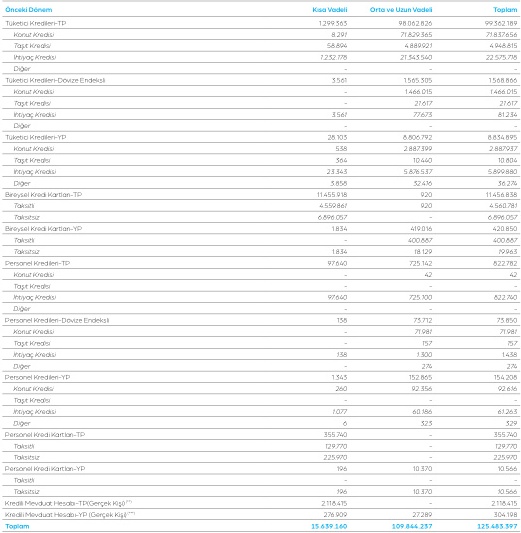 Önceki Dönem Kısa Vadeli Orta ve Uzun Vadeli Toplam
Tüketici Kredileri-TP 1.299.363 98.062.826 99.362.189
Konut Kredisi 8.291 71.829.365 71.837.656
Taşıt Kredisi 58.894 4.889.921 4.948.815
İhtiyaç Kredisi 1.232.178 21.343.540 22.575.718
Diğer – – –
Tüketici Kredileri-Dövize Endeksli 3.561 1.565.305 1.568.866
Konut Kredisi – 1.466.015 1.466.015
Taşıt Kredisi – 21.617 21.617
İhtiyaç Kredisi 3.561 77.673 81.234
Diğer – – –
Tüketici Kredileri-YP 28.103 8.806.792 8.834.895
Konut Kredisi 538 2.887.399 2.887.937
Taşıt Kredisi 364 10.440 10.804
İhtiyaç Kredisi 23.343 5.876.537 5.899.880
Diğer 3.858 32.416 36.274
Bireysel Kredi Kartları-TP 11.455.918 920 11.456.838
Taksitli 4.559.861 920 4.560.781
Taksitsiz 6.896.057 – 6.896.057
Bireysel Kredi Kartları-YP 1.834 419.016 420.850
Taksitli – 400.887 400.887
Taksitsiz 1.834 18.129 19.963
Personel Kredileri-TP 97.640 725.142 822.782
Konut Kredisi – 42 42
Taşıt Kredisi – – –
İhtiyaç Kredisi 97.640 725.100 822.740
Diğer – – –
Personel Kredileri-Dövize Endeksli 138 73.712 73.850
Konut Kredisi – 71.981 71.981
Taşıt Kredisi – 157 157
İhtiyaç Kredisi 138 1.300 1.438
Diğer – 274 274
Personel Kredileri-YP 1.343 152.865 154.208
Konut Kredisi 260 92.356 92.616
Taşıt Kredisi – – –
İhtiyaç Kredisi 1.077 60.186 61.263
Diğer 6 323 329
Personel Kredi Kartları-TP 355.740 – 355.740
Taksitli 129.770 – 129.770
Taksitsiz 225.970 – 225.970
Personel Kredi Kartları-YP 196 10.370 10.566
Taksitli – – –
Taksitsiz 196 10.370 10.566
Kredili Mevduat Hesabı-TP(Gerçek Kişi) 2.118.415 – 2.118.415
Kredili Mevduat Hesabı-YP (Gerçek Kişi) 276.909 27.289 304.198
Toplam 15.639.160 109.844.237 125.483.397